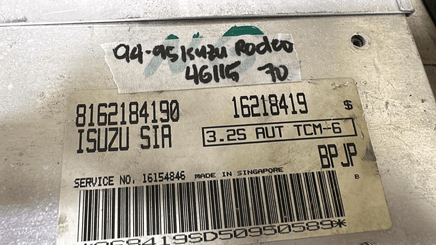 94-95 Isuzu Rodeo
46115 70
8162184190 16218419 $
ISUZU SIA 3.2S AUT TCM-6
BPJP
SERVICE NO. 16154846 MADE IN SINGAPORE B